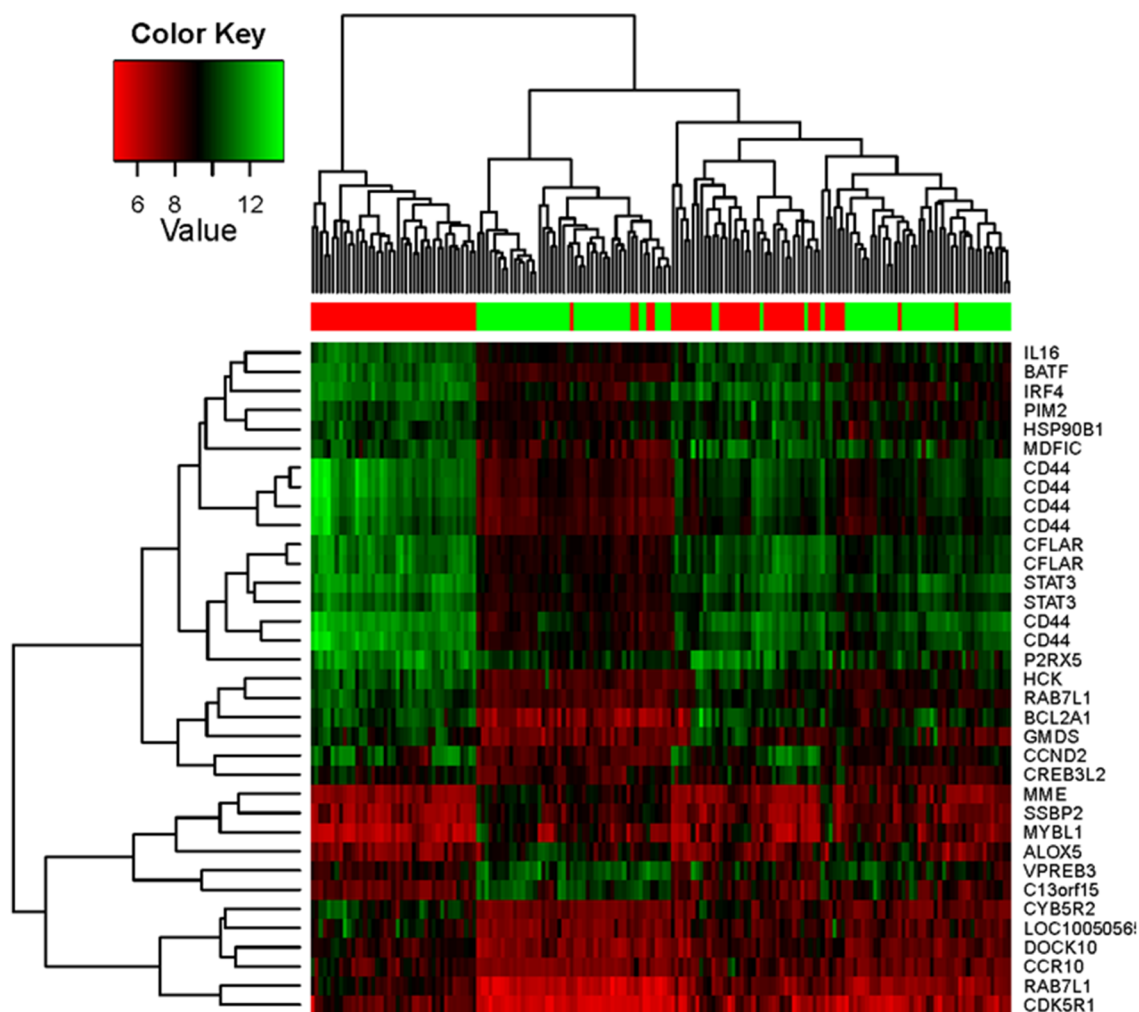 Color Key
6 8 12
Value
IL16
BATF
IRF4
PIM2
HSP90B1
MDFIC
CD44
CD44
CD44
CD44
CFLAR
CFLAR
STAT3
STAT3
CD44
CD44
P2RX5
HCK
RAB7L1
BCL2A1
GMDS
CCND2
CREB3L2
MME
SSBP2
MYBL1
ALOX5
VPREB3
C13orf15
CYB5R2
LOC10050565
DOCK10
CCR10
RAB7L1
CDK5R1